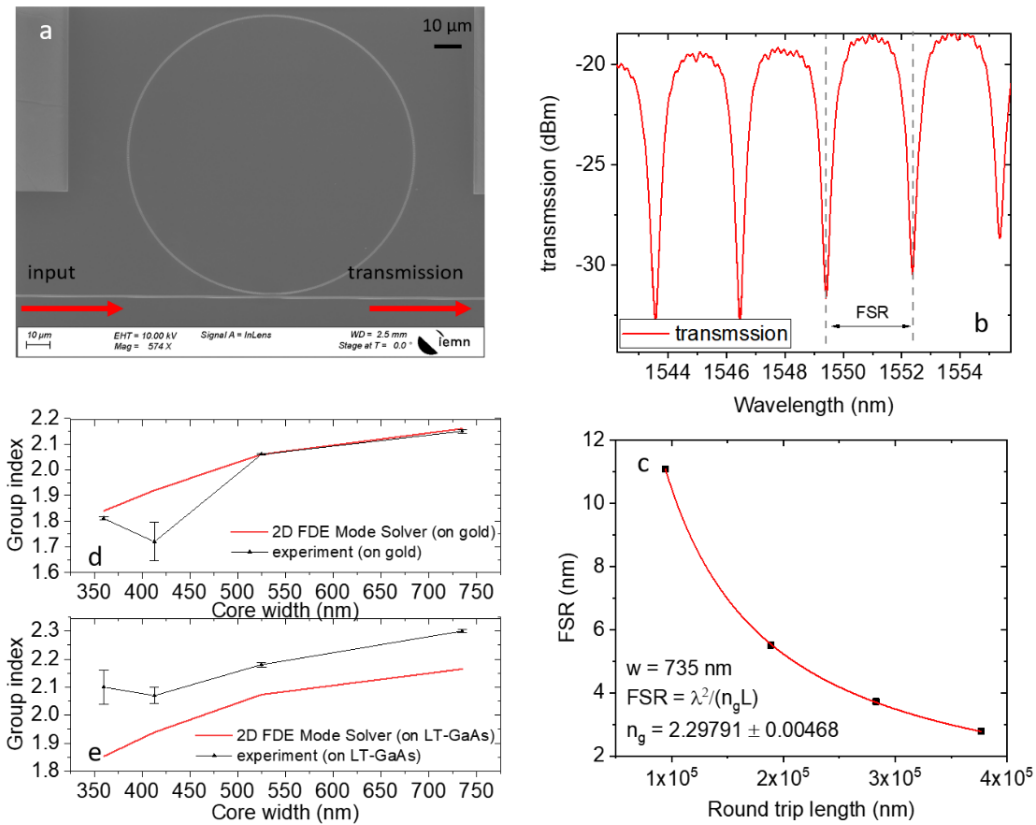 a
10 µm
input
transmission
10 µm
EHT = 10.00 kV
Signal A = InLens
WD = 2.5 mm
Mag = 574 X
Stage at T = 0.0 °
iemn
transmssion (dBm)
-20
-25
-30
FSR
b
transmssion
1544 1546 1548 1550 1552 1554
Wavelength (nm)
Group index
2.2
2.1
2.0
1.9
1.8
1.7
1.6
d
2D FDE Mode Solver (on gold)
experiment (on gold)
350 400 450 500 550 600 650 700 750
Core width (nm)
Group index
2.3
2.2
2.1
2.0
1.9
1.8
e
2D FDE Mode Solver (on LT-GaAs)
experiment (on LT-GaAs)
350 400 450 500 550 600 650 700 750
Core width (nm)
FSR (nm)
12
10
8
6
4
2
c
w = 735 nm
FSR = λ²/(n_gL)
n_g = 2.29791 ± 0.00468
1x10⁵ 2x10⁵ 3x10⁵ 4x10⁵
Round trip length (nm)